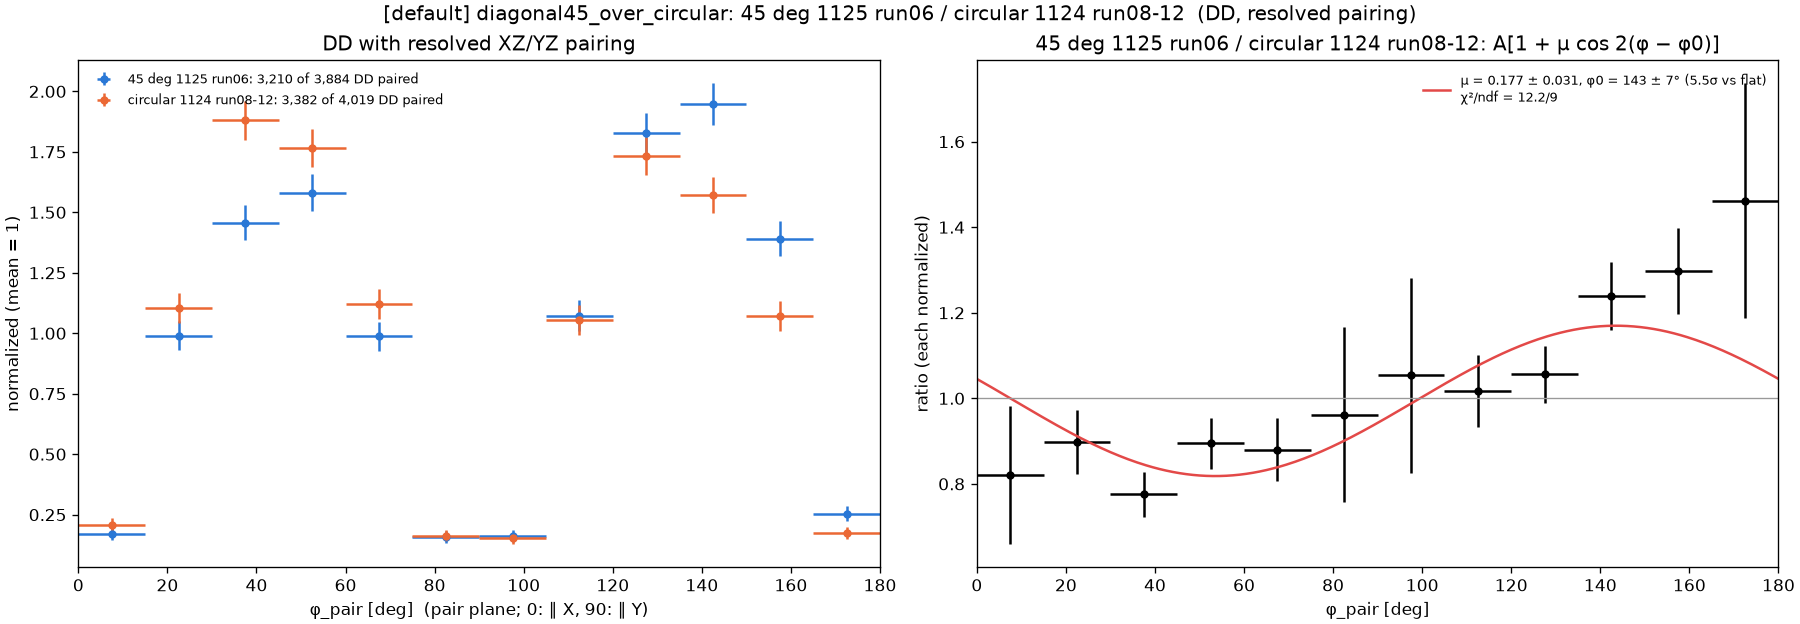 [default] diagonal45_over_circular: 45 deg 1125 run06 / circular 1124 run08-12  (DD, resolved pairing)
DD with resolved XZ/YZ pairing
45 deg 1125 run06: 3,210 of 3,884 DD paired
circular 1124 run08-12: 3,382 of 4,019 DD paired
normalized (mean = 1)
2.00
1.75
1.50
1.25
1.00
0.75
0.50
0.25
0 20 40 60 80 100 120 140 160 180
φ_pair [deg]  (pair plane; 0: ∥ X, 90: ∥ Y)
45 deg 1125 run06 / circular 1124 run08-12: A[1 + μ cos 2(φ − φ0)]
μ = 0.177 ± 0.031, φ0 = 143 ± 7° (5.5σ vs flat)
χ²/ndf = 12.2/9
ratio (each normalized)
1.6
1.4
1.2
1.0
0.8
0 20 40 60 80 100 120 140 160 180
φ_pair [deg]